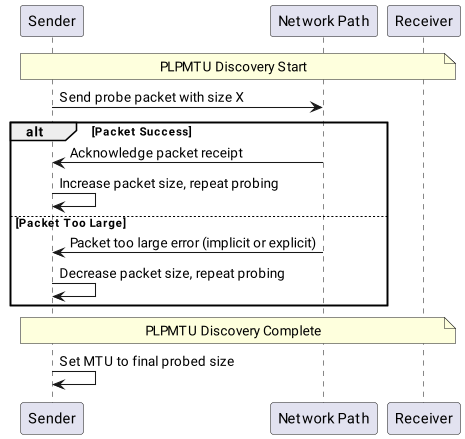 Sender
Network Path
Receiver
PLPMTU Discovery Start
Send probe packet with size X
alt
[Packet Success]
Acknowledge packet receipt
Increase packet size, repeat probing
[Packet Too Large]
Packet too large error (implicit or explicit)
Decrease packet size, repeat probing
PLPMTU Discovery Complete
Set MTU to final probed size
Sender
Network Path
Receiver